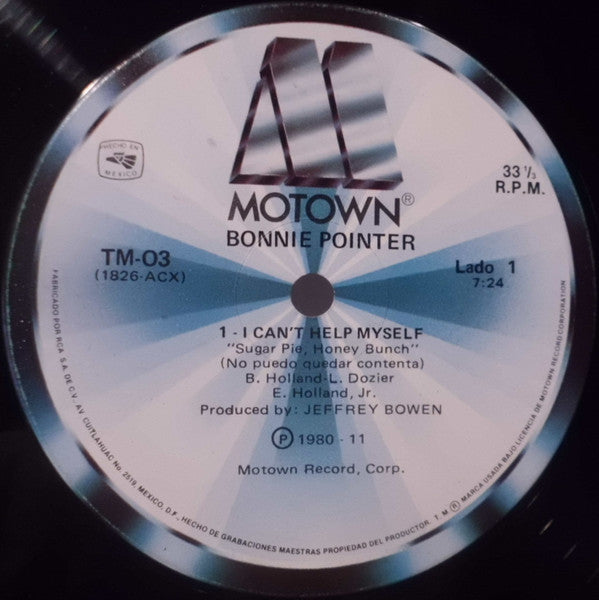 HECHO EN
MEXICO
33 1/3
R.P.M.
MOTOWN®
BONNIE POINTER
TM-03
(1826-ACX)
Lado 1
7:24
1 - I CAN'T HELP MYSELF
"Sugar Pie, Honey Bunch"
(No puedo quedar contenta)
B. Holland-L. Dozier
E. Holland, Jr.
Produced by: JEFFREY BOWEN
Ⓟ 1980 - 11
Motown Record, Corp.
FABRICADO POR RCA S.A. DE C.V. AV. CUITLAHUAC No. 2519, MEXICO, D.F., HECHO DE GRABACIONES MAESTRAS PROPIEDAD DEL PRODUCTOR. T. M. ® MARCA USADA BAJO LICENCIA DE MOTOWN RECORD CORPORATION